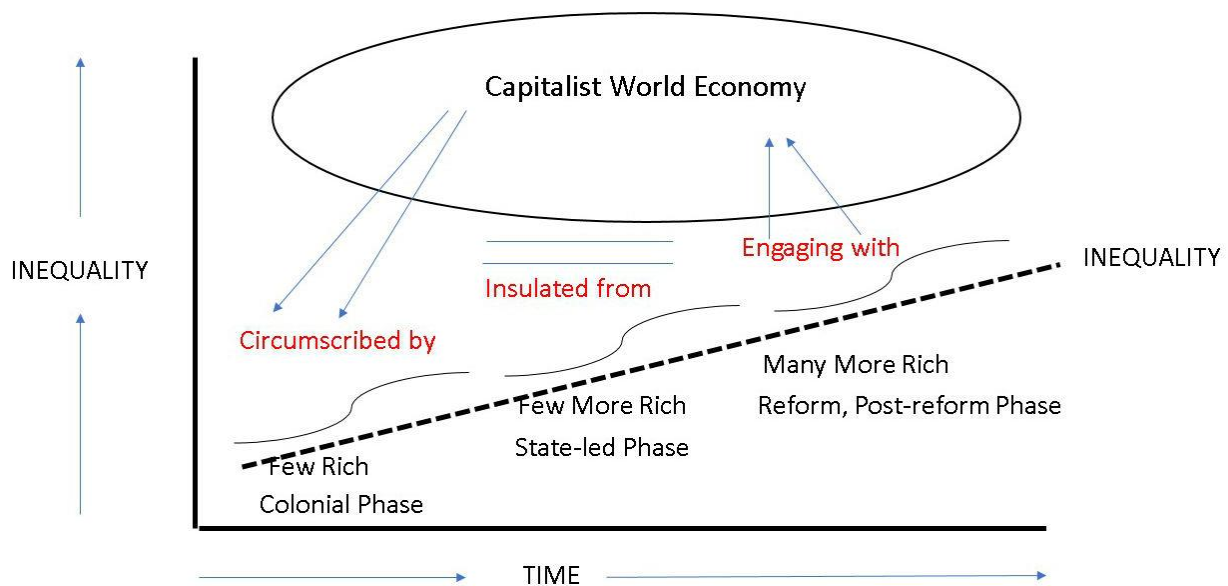 Capitalist World Economy
Engaging with
INEQUALITY
INEQUALITY
Insulated from
Circumscribed by
Many More Rich
Reform, Post-reform Phase
Few More Rich
State-led Phase
Few Rich
Colonial Phase
TIME